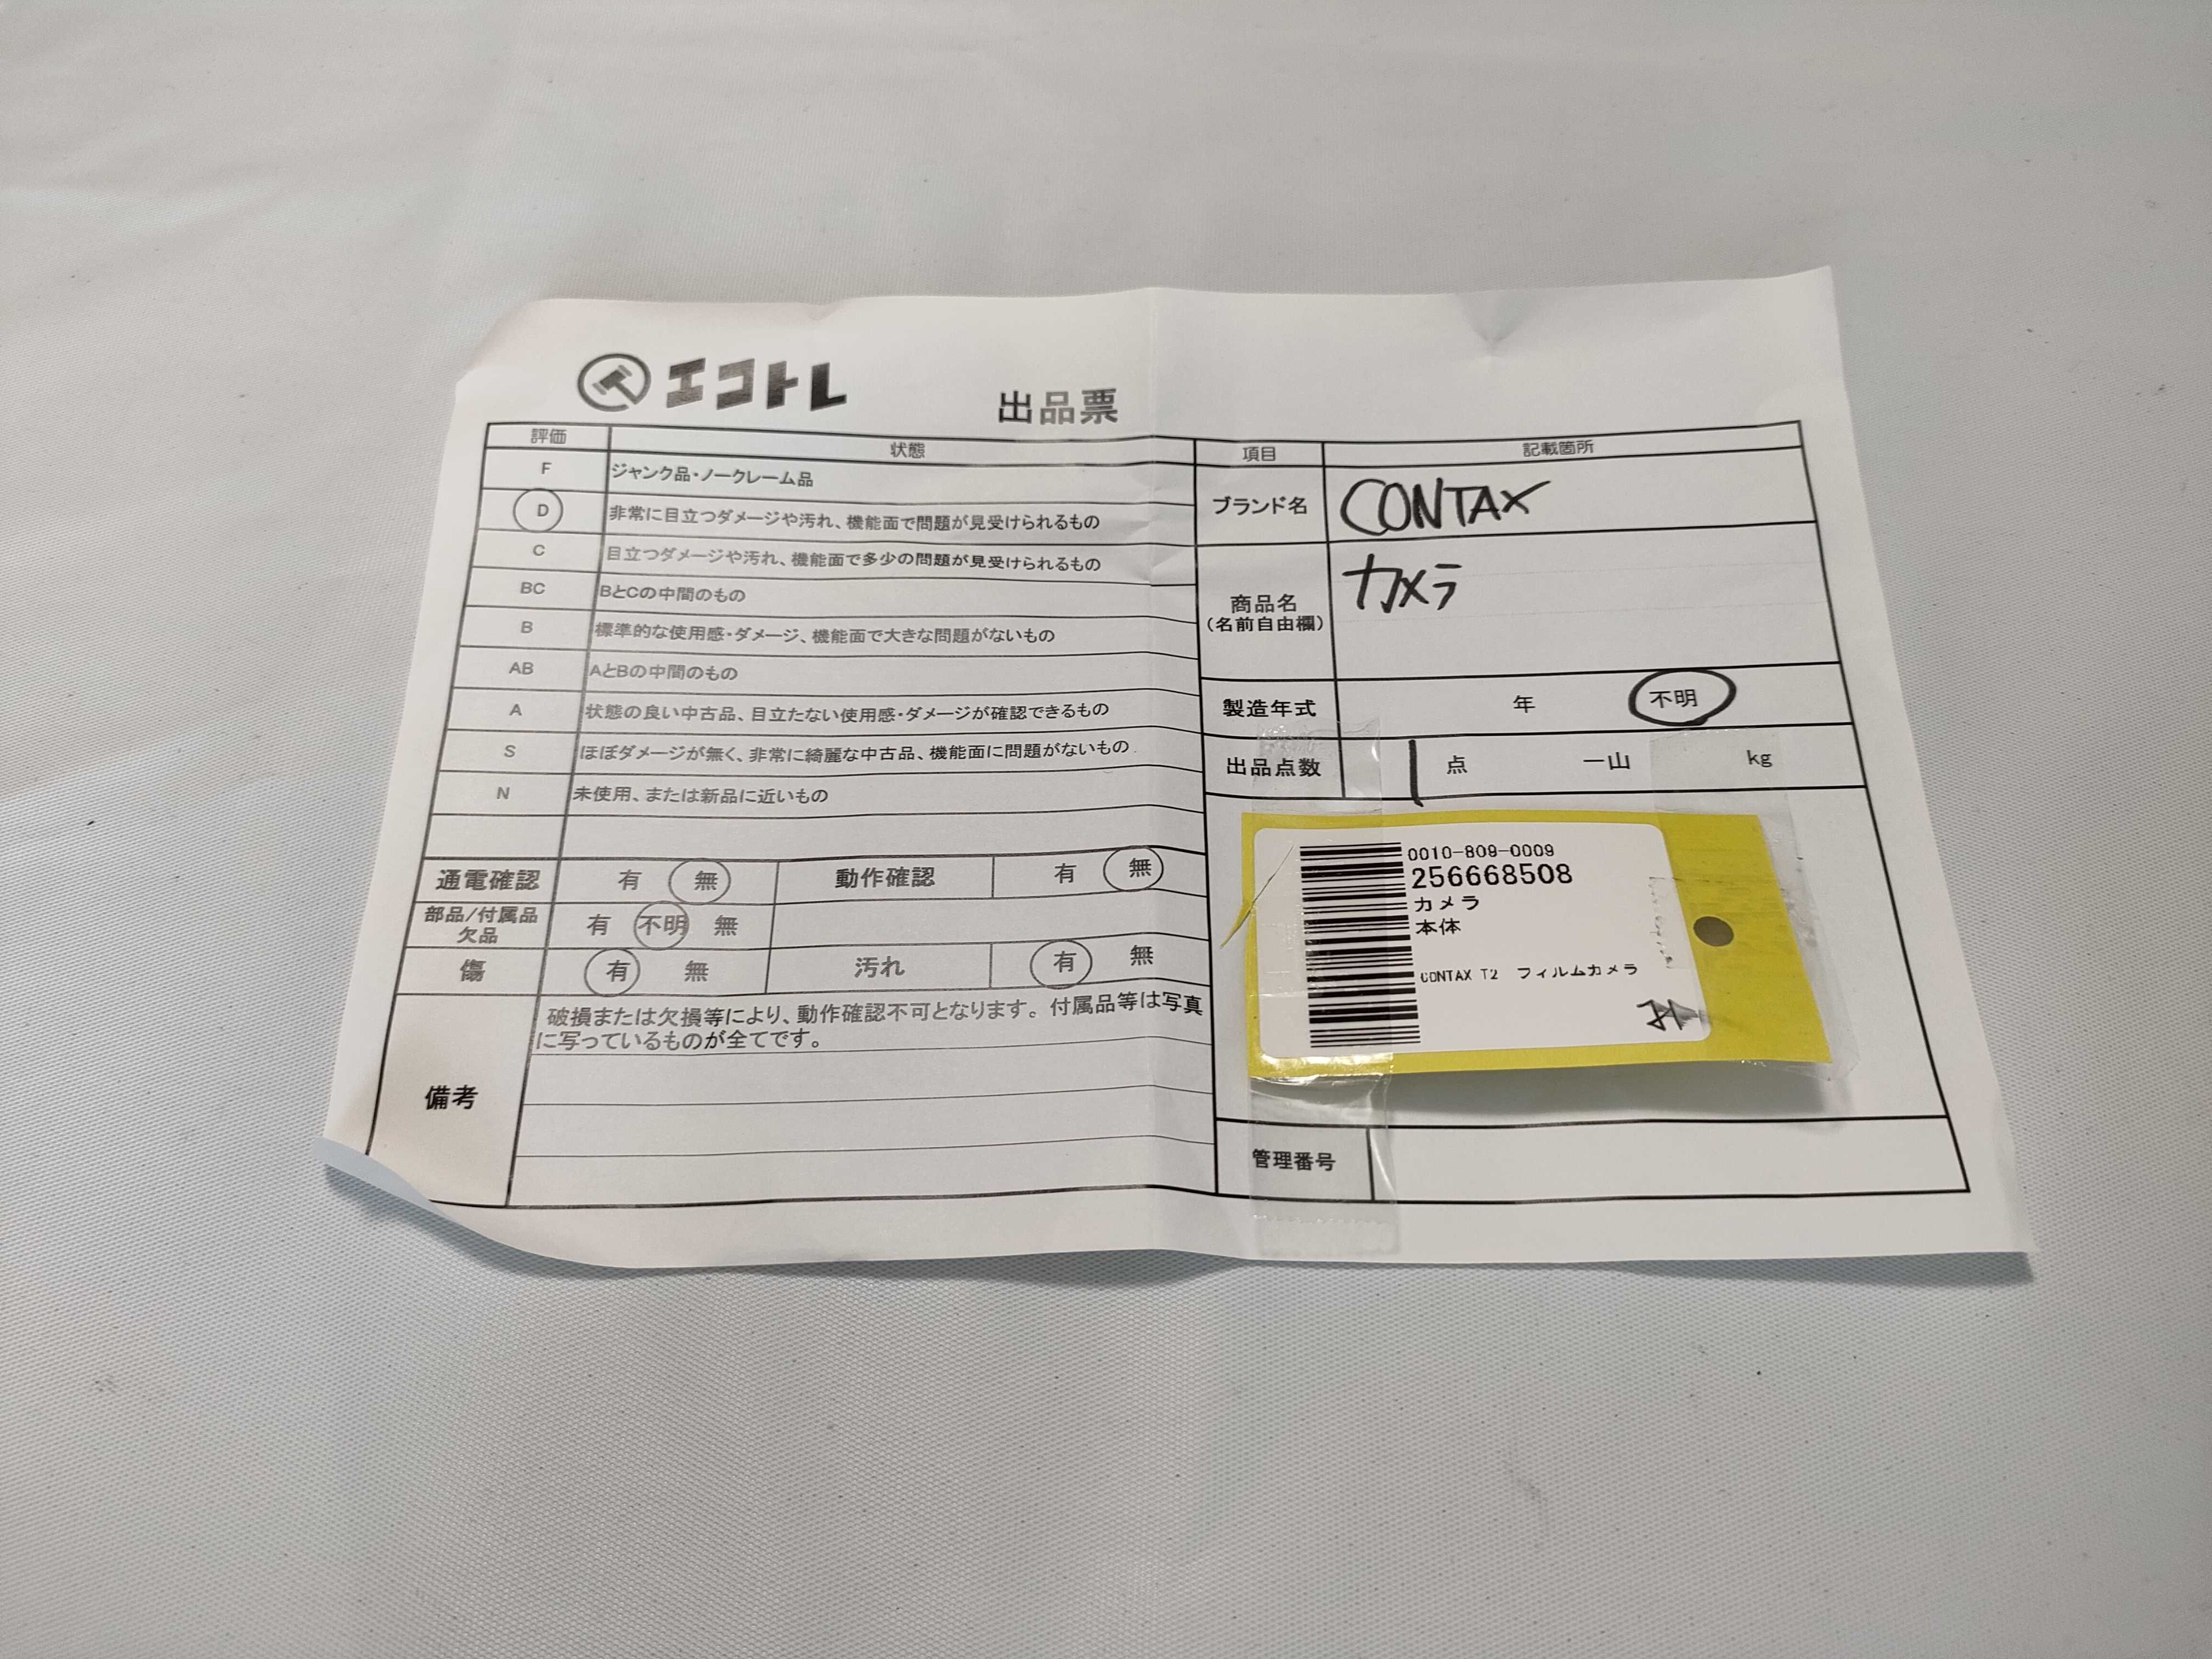 エコトレ
出品票
評価 状態
F ジャンク品・ノークレーム品
D 非常に目立つダメージや汚れ、機能面で問題が見受けられるもの
C 目立つダメージや汚れ、機能面で多少の問題が見受けられるもの
BC BとCの中間のもの
B 標準的な使用感・ダメージ、機能面で大きな問題がないもの
AB AとBの中間のもの
A 状態の良い中古品、目立たない使用感・ダメージが確認できるもの
S ほぼダメージが無く、非常に綺麗な中古品、機能面に問題がないもの
N 未使用、または新品に近いもの
通電確認 有 無 動作確認 有 無
部品/付属品
欠品 有 不明 無
傷 有 無 汚れ 有 無
備考
破損または欠損等により、動作確認不可となります。付属品等は写真
に写っているものが全てです。
項目 記載箇所
ブランド名 CONTAX
商品名
(名前自由欄)
カメラ
製造年式 年 不明
出品点数 1 点 一山 kg
0010-809-0009
256668508
カメラ
本体
CONTAX T2 フィルムカメラ
管理番号